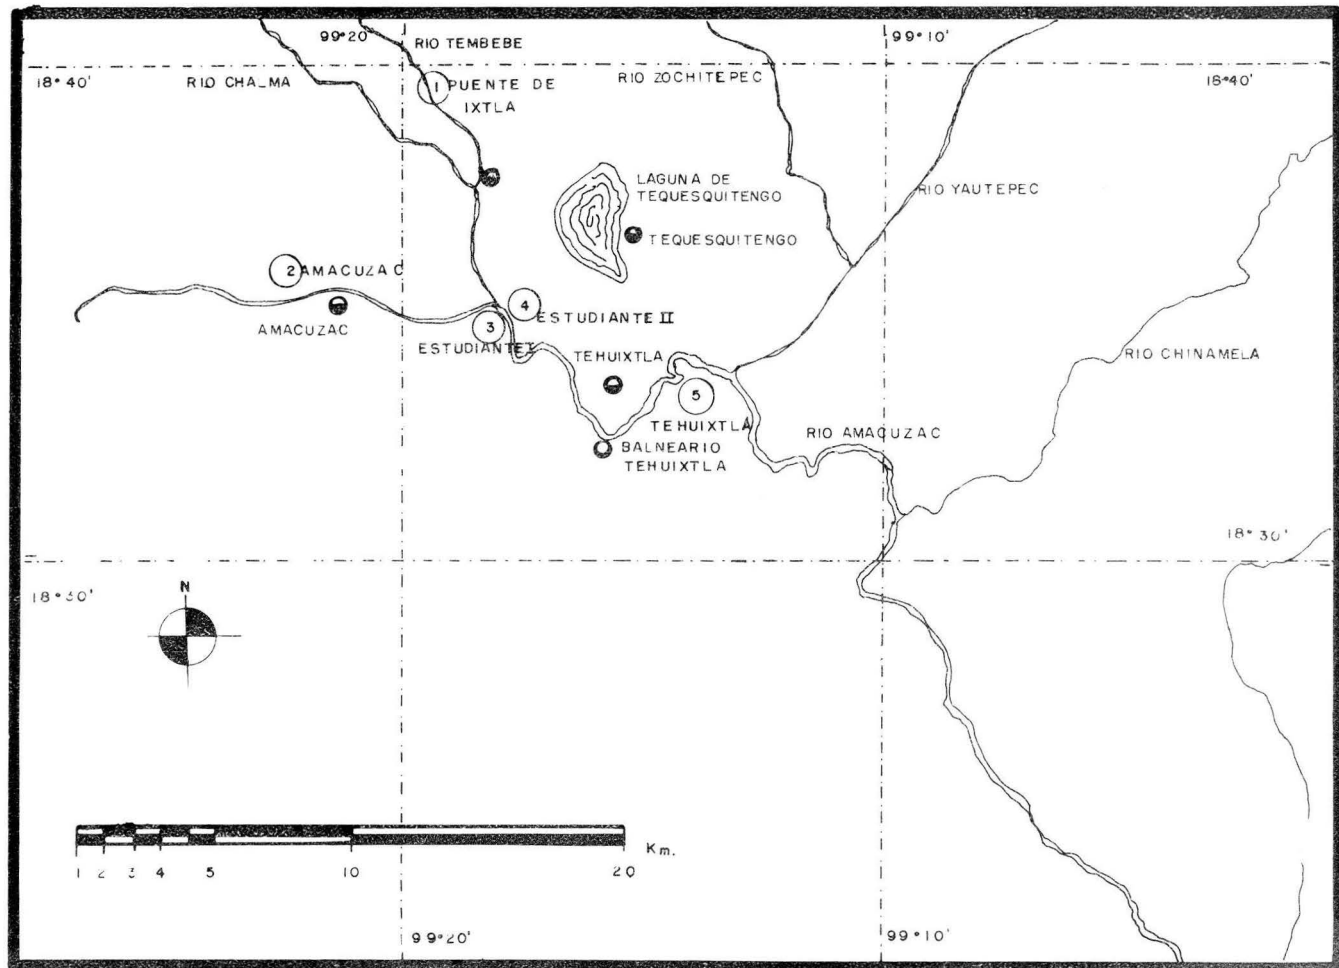 99°20'
RIO TEMBEBE
99°10'
18°40'
RIO CHALMA
1
PUENTE DE
IXTLA
RIO ZOCHITEPEC
18°40'
LAGUNA DE
TEQUESQUITENGO
RIO YAUTEPEC
TEQUESQUITENGO
2
AMACUZAC
4
ESTUDIANTE II
AMACUZAC
3
ESTUDIANTE I
TEHUIXTLA
RIO CHINAMELA
5
TEHUIXTLA
RIO AMACUZAC
BALNEARIO
TEHUIXTLA
18°30'
18°30'
N
Km.
1 2 3 4 5 10 20
99°20'
99°10'